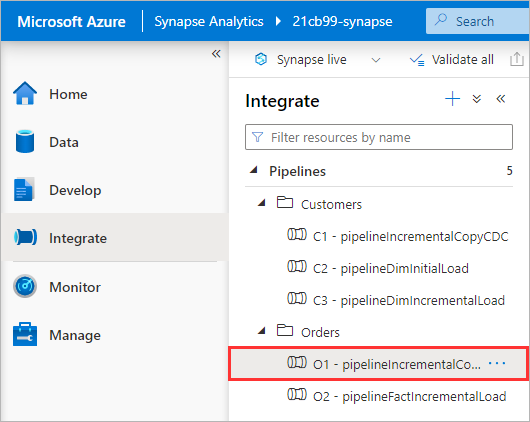 Microsoft Azure Synapse Analytics 21cb99-synapse Search
Synapse live Validate all
Home
Data
Develop
Integrate
Monitor
Manage
Integrate
Filter resources by name
Pipelines 5
Customers
C1 - pipelineIncrementalCopyCDC
C2 - pipelineDimInitialLoad
C3 - pipelineDimIncrementalLoad
Orders
O1 - pipelineIncrementalCo... ···
O2 - pipelineFactIncrementalLoad